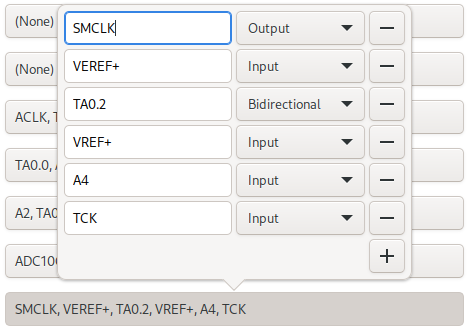 (None)
(None)
ACLK,
TA0.0,
A2, TA0
ADC10
SMCLK Output
VEREF+ Input
TA0.2 Bidirectional
VREF+ Input
A4 Input
TCK Input
SMCLK, VEREF+, TA0.2, VREF+, A4, TCK